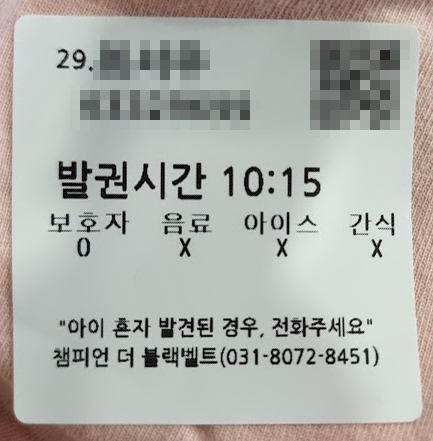 29.
발권시간 10:15
보호자 음료 아이스 간식
O X X X
"아이 혼자 발견된 경우, 전화주세요"
챔피언 더 블랙벨트(031-8072-8451)